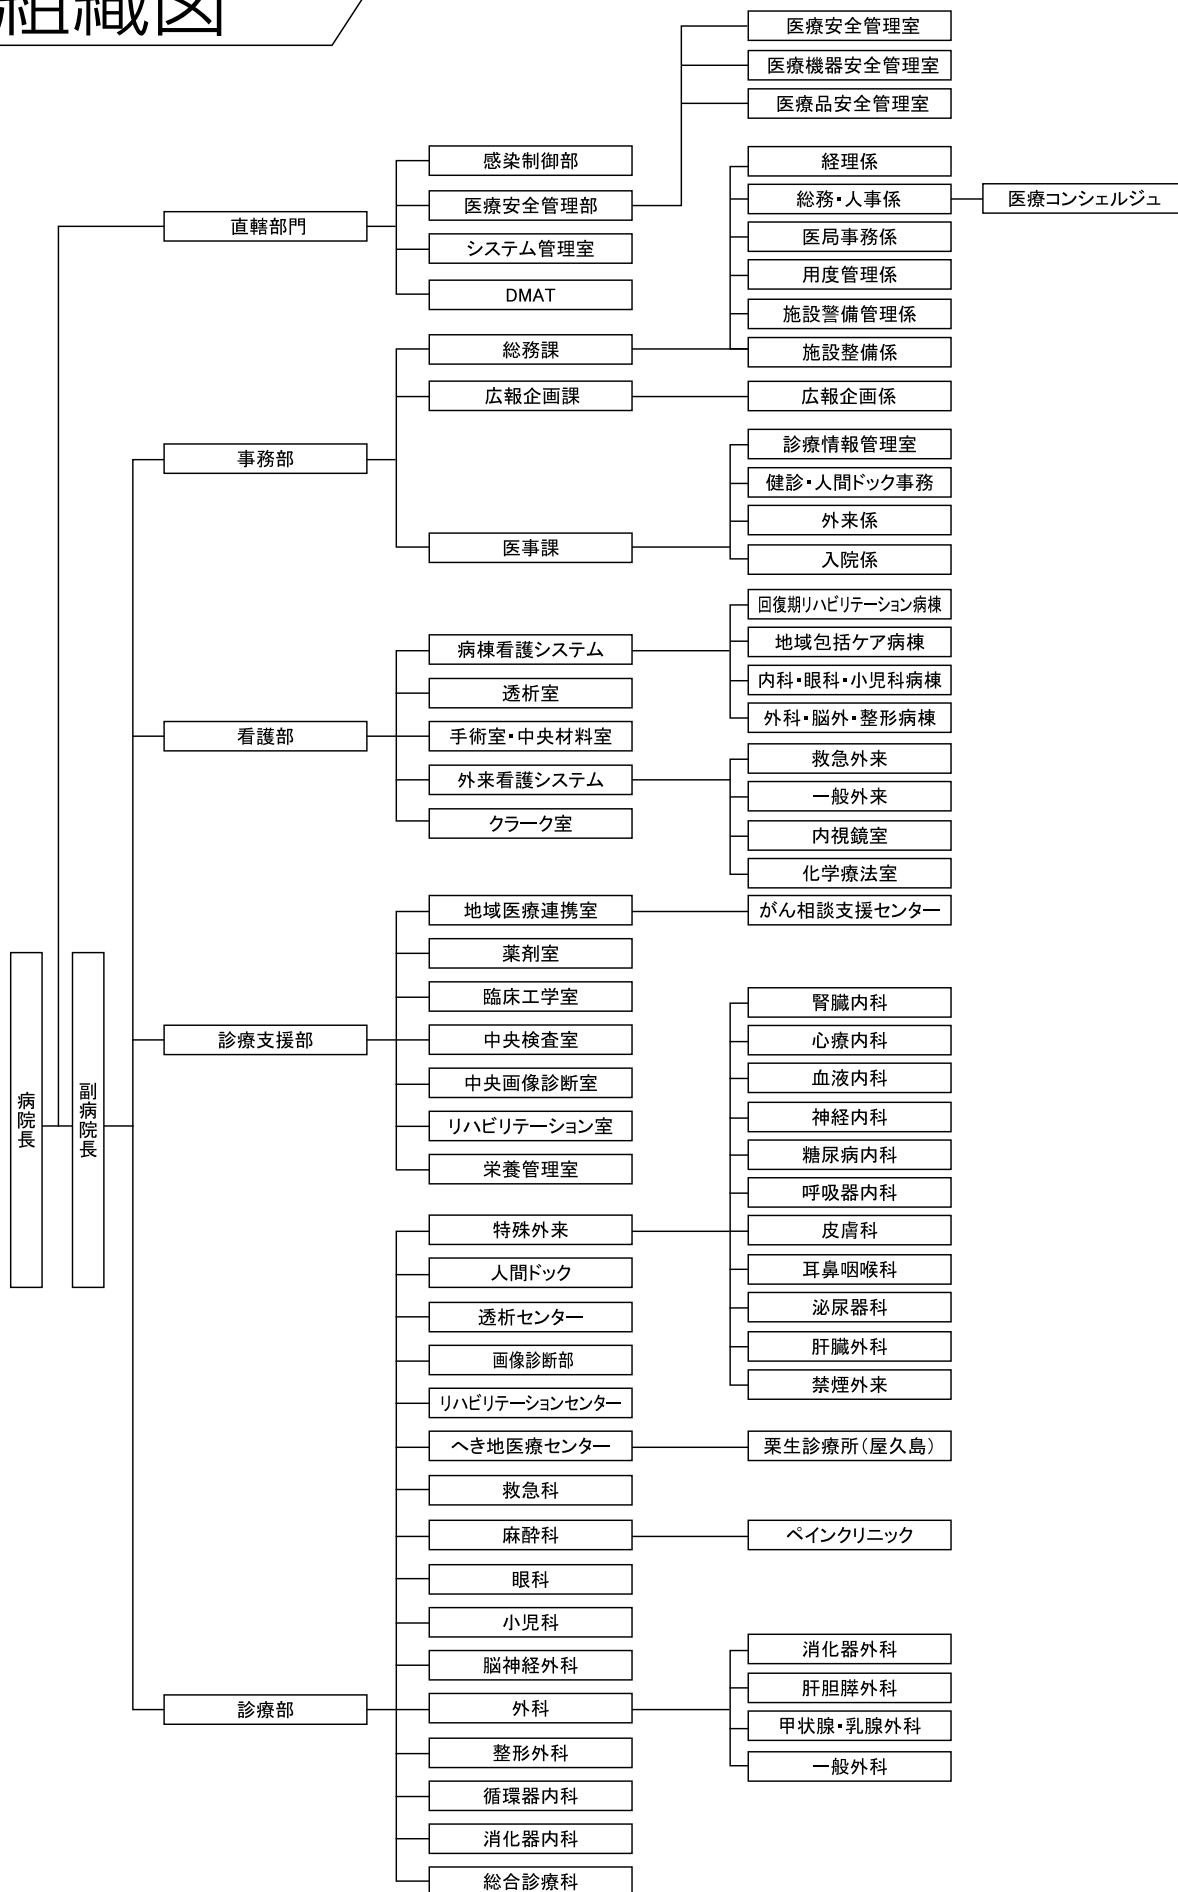 組織図
医療安全管理室
医療機器安全管理室
医療品安全管理室
感染制御部
医療安全管理部
システム管理室
DMAT
直轄部門
経理係
総務・人事係
医療コンシェルジュ
医局事務係
用度管理係
施設警備管理係
施設整備係
総務課
広報企画課
広報企画係
事務部
診療情報管理室
健診・人間ドック事務
外来係
入院係
医事課
回復期リハビリテーション病棟
地域包括ケア病棟
内科・眼科・小児科病棟
外科・脳外・整形病棟
病棟看護システム
透析室
手術室・中央材料室
外来看護システム
クラーク室
看護部
救急外来
一般外来
内視鏡室
化学療法室
地域医療連携室
がん相談支援センター
薬剤室
臨床工学室
中央検査室
中央画像診断室
リハビリテーション室
栄養管理室
診療支援部
病院長
副病院長
腎臓内科
心療内科
血液内科
神経内科
糖尿病内科
呼吸器内科
皮膚科
耳鼻咽喉科
泌尿器科
肝臓外科
禁煙外来
特殊外来
人間ドック
透析センター
画像診断部
リハビリテーションセンター
へき地医療センター
栗生診療所（屋久島）
救急科
麻酔科
ペインクリニック
眼科
小児科
脳神経外科
外科
整形外科
循環器内科
消化器内科
総合診療科
診療部
消化器外科
肝胆膵外科
甲状腺・乳腺外科
一般外科